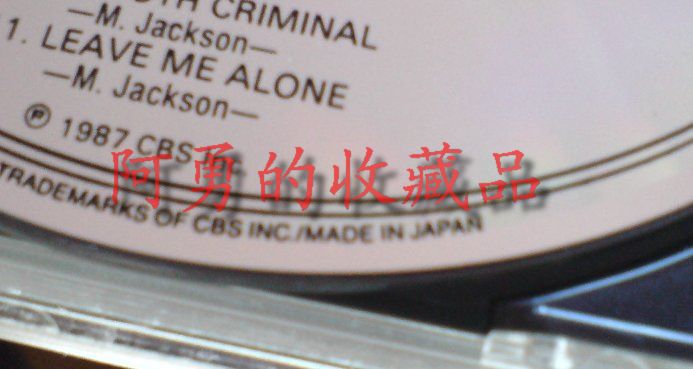 CRIMINAL
—M. Jackson—
1. LEAVE ME ALONE
—M. Jackson—
℗ 1987 CBS Inc
TRADEMARKS OF CBS INC./MADE IN JAPAN
阿勇的收藏品